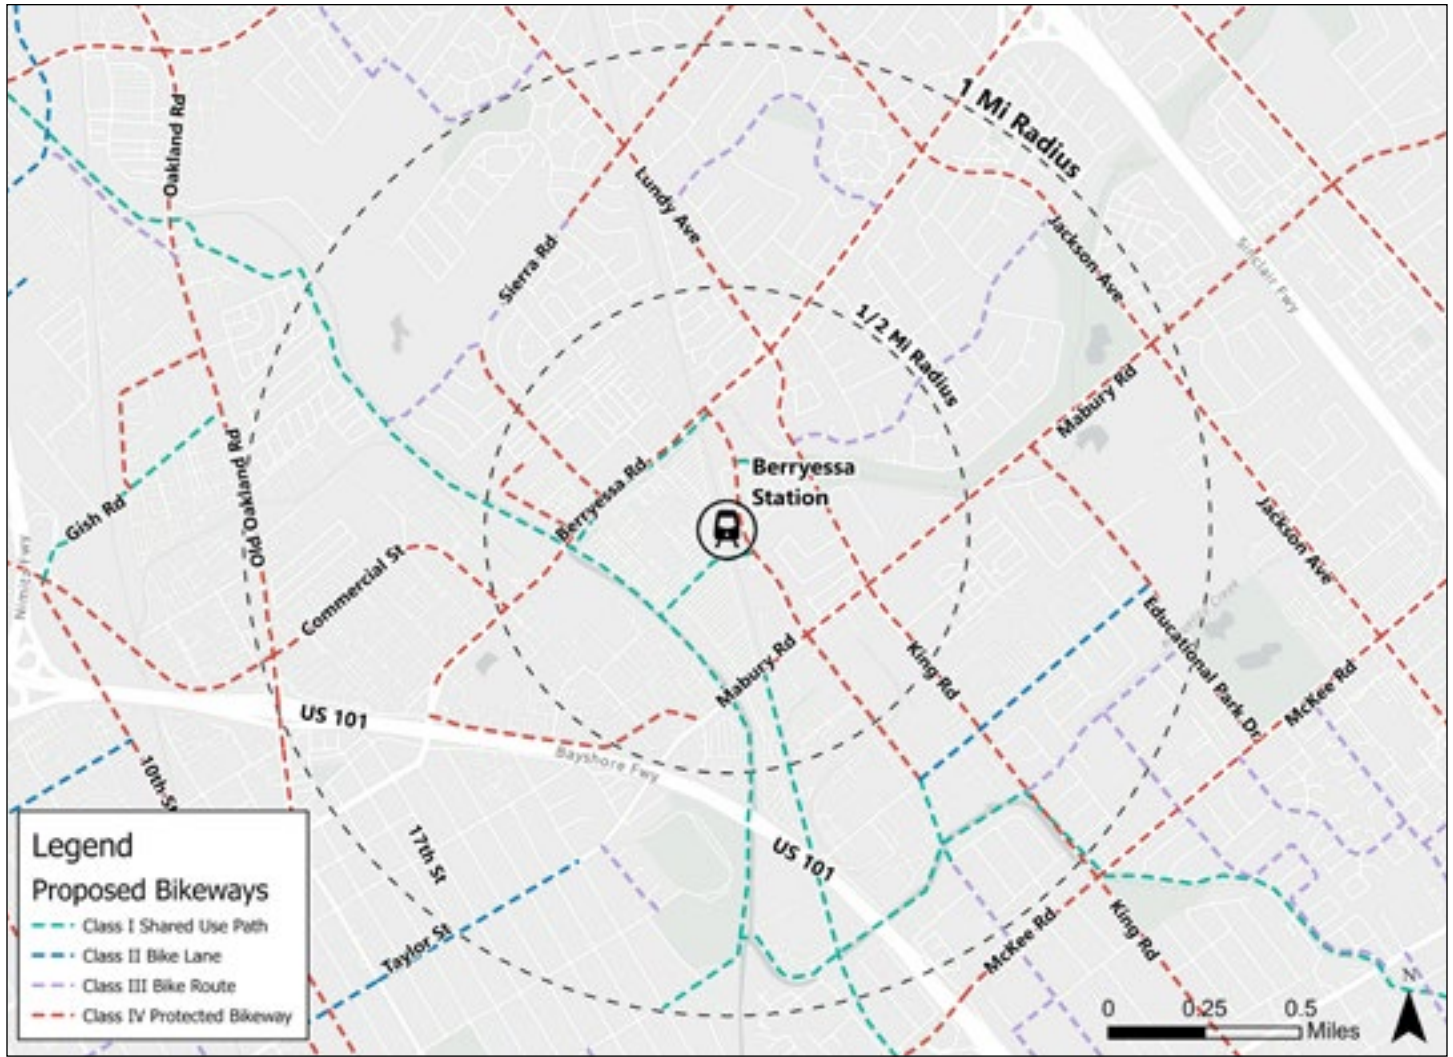 1 Mi Radius
Oakland Rd
Lundy Ave
Jackson Ave
Sierra Rd
Sinclair Fwy
1/2 Mi Radius
Mabury Rd
Berryessa
Station
Berryessa Rd
Old Oakland Rd
Gish Rd
Nimitz Fwy
Commercial St
Jackson Ave
Creek
Educational Park Dr
King Rd
Mabury Rd
McKee Rd
US 101
Bayshore Fwy
10th St
17th St
US 101
Taylor St
McKee Rd
King Rd
Legend
Proposed Bikeways
Class I Shared Use Path
Class II Bike Lane
Class III Bike Route
Class IV Protected Bikeway
N
0 0.25 0.5
Miles